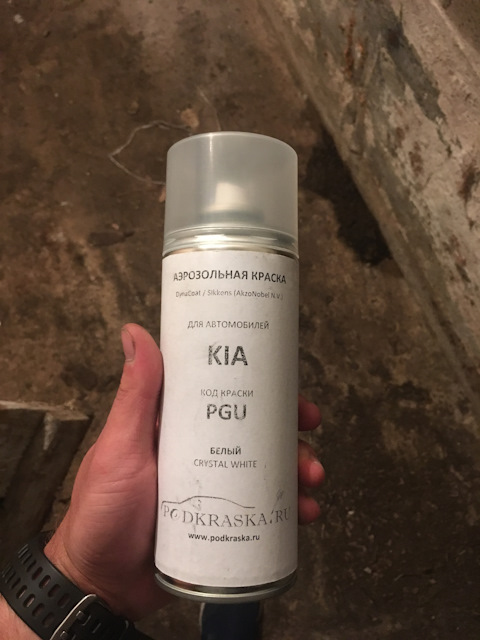 АЭРОЗОЛЬНАЯ КРАСКА
DynaCoat / Sikkens (AkzoNobel N.V.)
ДЛЯ АВТОМОБИЛЕЙ
KIA
КОД КРАСКИ
PGU
БЕЛЫЙ
CRYSTAL WHITE
PODKRASKA.RU
www.podkraska.ru